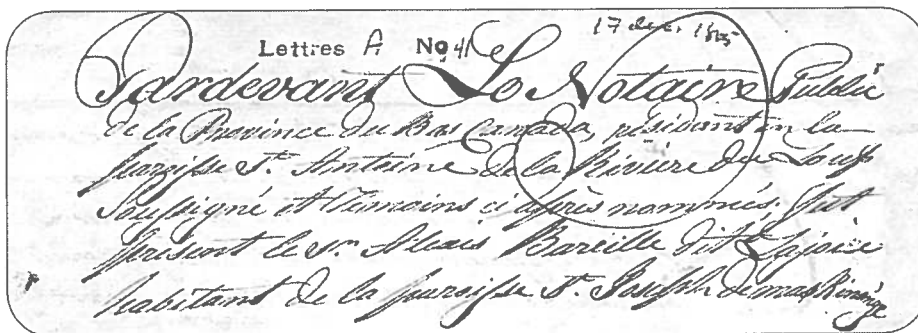 Lettres A No 41 17 dec. 1815
Pardevant Le Notaire Public
de la Province du Bas Canada, résidant en la
paroisse St. Antoine de la Rivière du Loup
Soussigné et Témoins ci après nommés. fut
présent le Sr. Alexis Bareille dit Lajoie
habitant de la paroisse St. Joseph de maskinongé